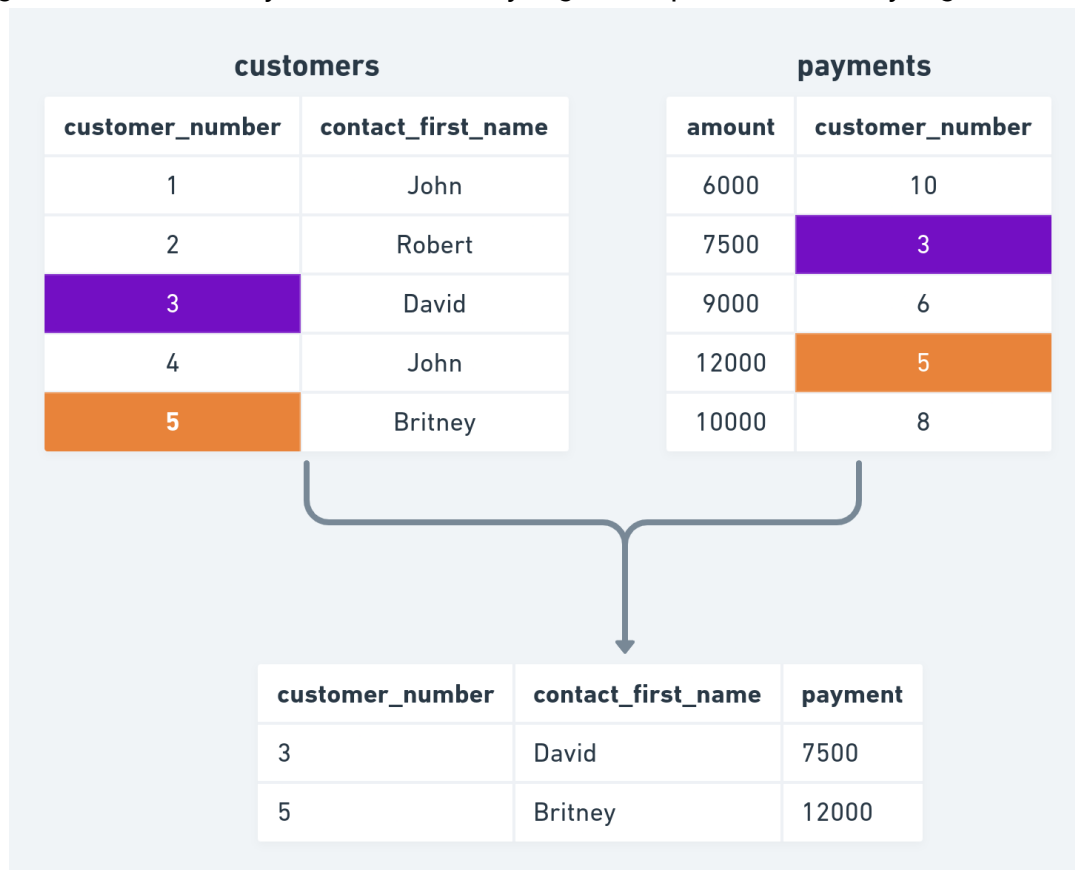 customers payments
customer_number contact_first_name amount customer_number
1 John 6000 10
2 Robert 7500 3
3 David 9000 6
4 John 12000 5
5 Britney 10000 8
customer_number contact_first_name payment
3 David 7500
5 Britney 12000